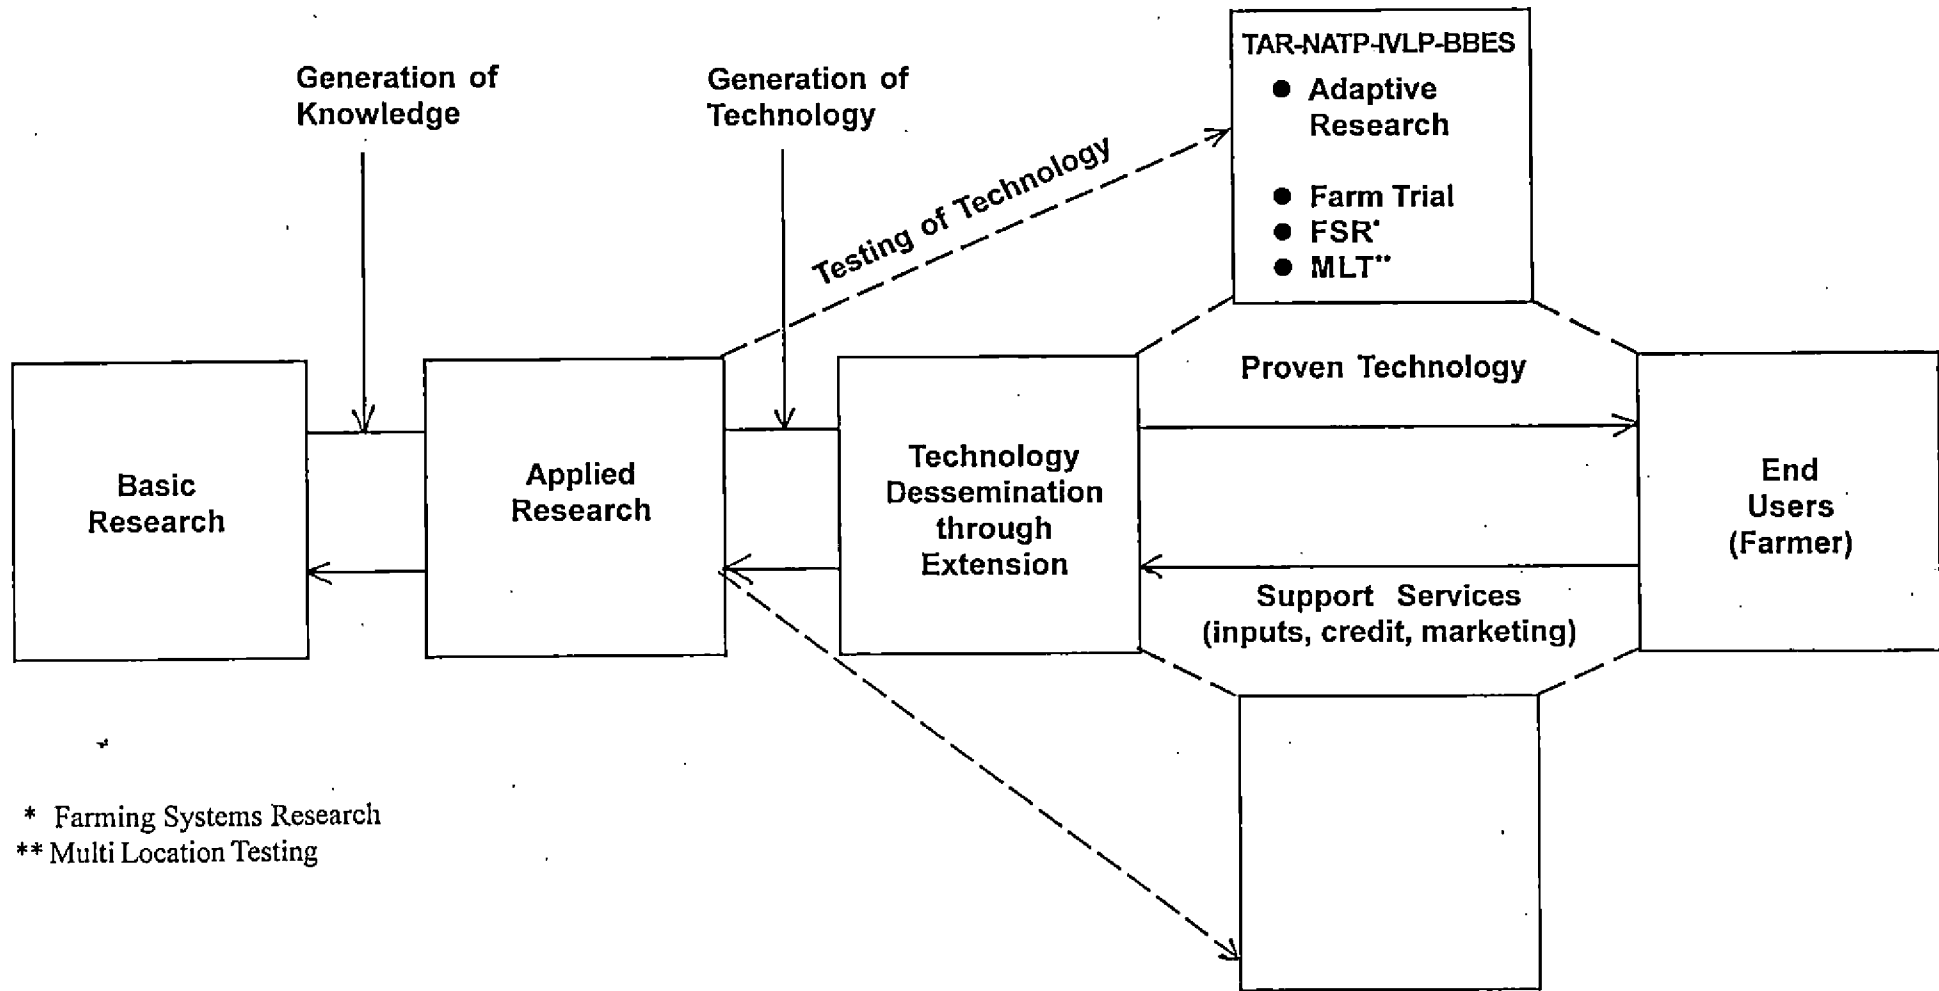 TAR-NATP-IVLP-BBES
● Adaptive
Research
● Farm Trial
● FSR*
● MLT**
Generation of
Knowledge
Generation of
Technology
Testing of Technology
Basic
Research
Applied
Research
Technology
Dessemination
through
Extension
Proven Technology
Support Services
(inputs, credit, marketing)
End
Users
(Farmer)
* Farming Systems Research
** Multi Location Testing